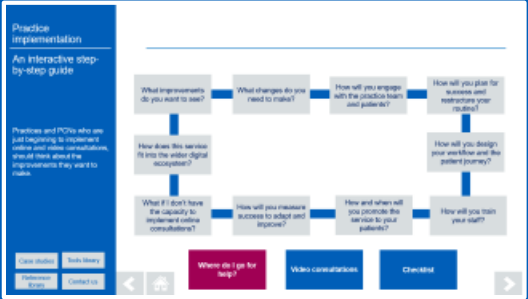 Practice
implementation
An interactive step-
by-step guide
Practices and PCNs who are
just beginning to implement
online and video consultations,
should think about the
improvements they want to
make.
Case studies
Tools library
Reference
Contact us
What improvements
do you want to see?
What changes do you
need to make?
How will you engage
with the practice team
and patients?
How will you plan for
success and
restructure your
routine?
How does this service
fit into the wider digital
ecosystem?
How will you design
your workflow and the
patient journey?
What if I don't have
the capacity to
implement online
consultations?
How will you measure
success to adapt and
improve?
How and when will
you promote the
service to your
patients?
How will you train
your staff?
Where do I go for
help?
Video consultations
Checklist